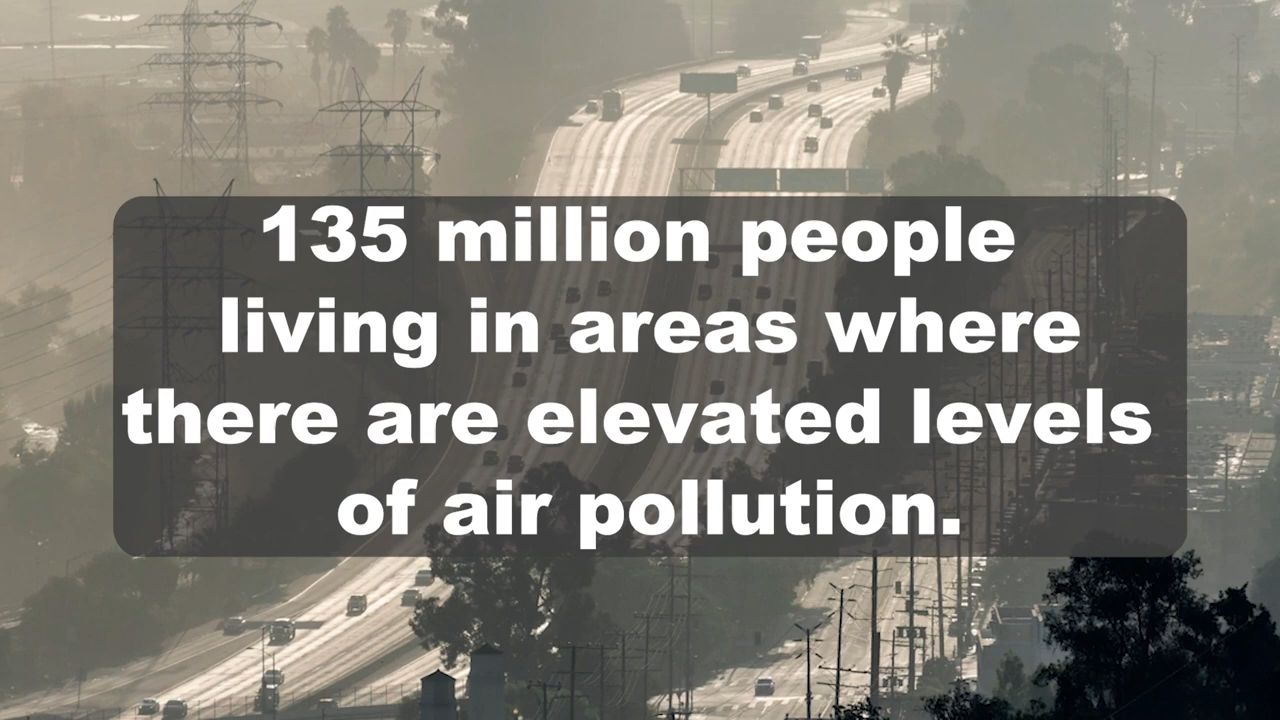 135 million people
living in areas where
there are elevated levels
of air pollution.